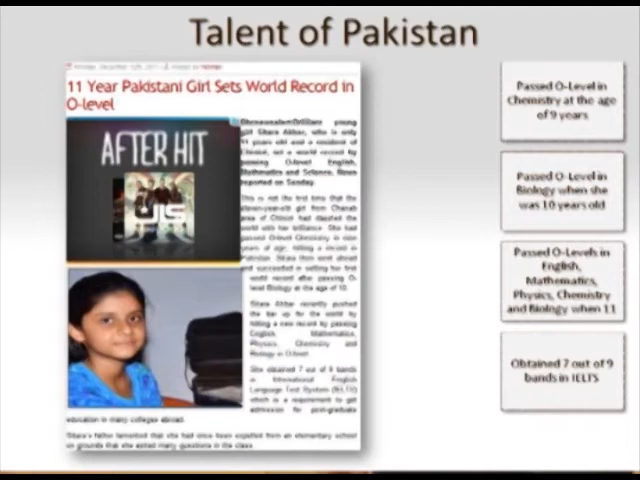 Talent of Pakistan
11 Year Pakistani Girl Sets World Record in
O-level
AFTER HIT
young
girl Sitara Akbar, who is only
11 years old and a resident of
Chiniot, set a world record by
passing O-level English,
Mathematics and Science, News
reported on Sunday.
This is not the first time that the
eleven-year-old girl from Chenab
area of Chiniot had dazzled the
world with her brilliance. She had
passed O-level Chemistry in nine
years of age, hitting a record in
Pakistan. Sitara then went ahead
and succeeded in setting her first
world record after passing O-
level Biology at the age of 10.
Sitara Akbar recently pushed
the bar up for the world by
hitting a new record by passing
English, Mathematics,
Physics, Chemistry and
Biology in O-level.
She obtained 7 out of 9 bands
in International English
Language Test System (IELTS)
which is a requirement to get
admission for post-graduate
education in many colleges abroad.
Sitara's father lamented that she had once been expelled from an elementary school
on grounds that she asked many questions in the class
Passed O-Level in
Chemistry at the age
of 9 years
Passed O-Level in
Biology when she
was 10 years old
Passed O-Levels in
English,
Mathematics,
Physics, Chemistry
and Biology when 11
Obtained 7 out of 9
bands in IELTS